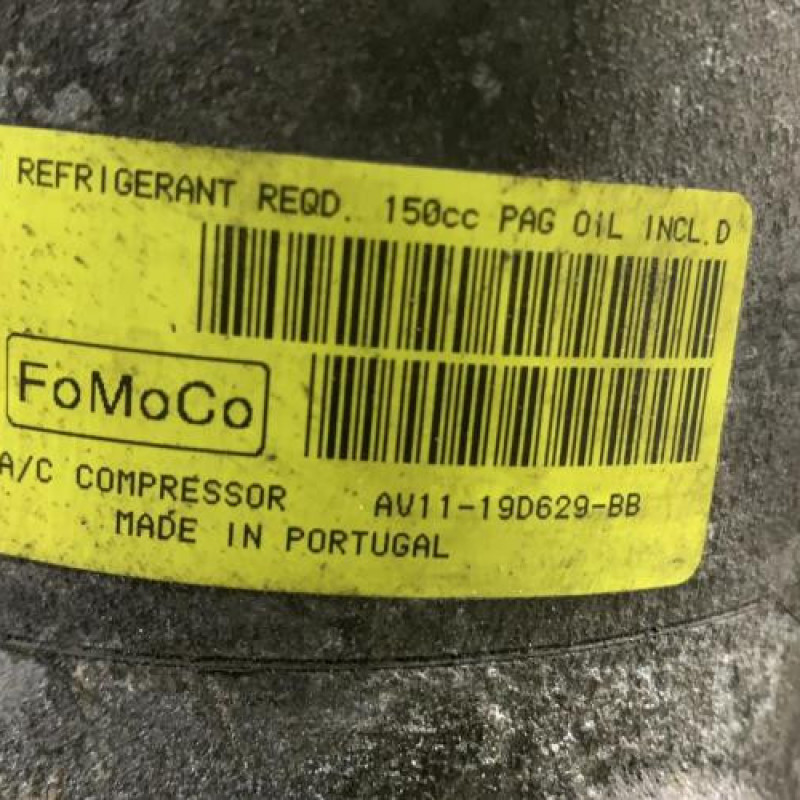 REFRIGERANT REQD. 150cc PAG OiL INCL.D
FoMoCo
A/C COMPRESSOR AV11-19D629-BB
MADE IN PORTUGAL